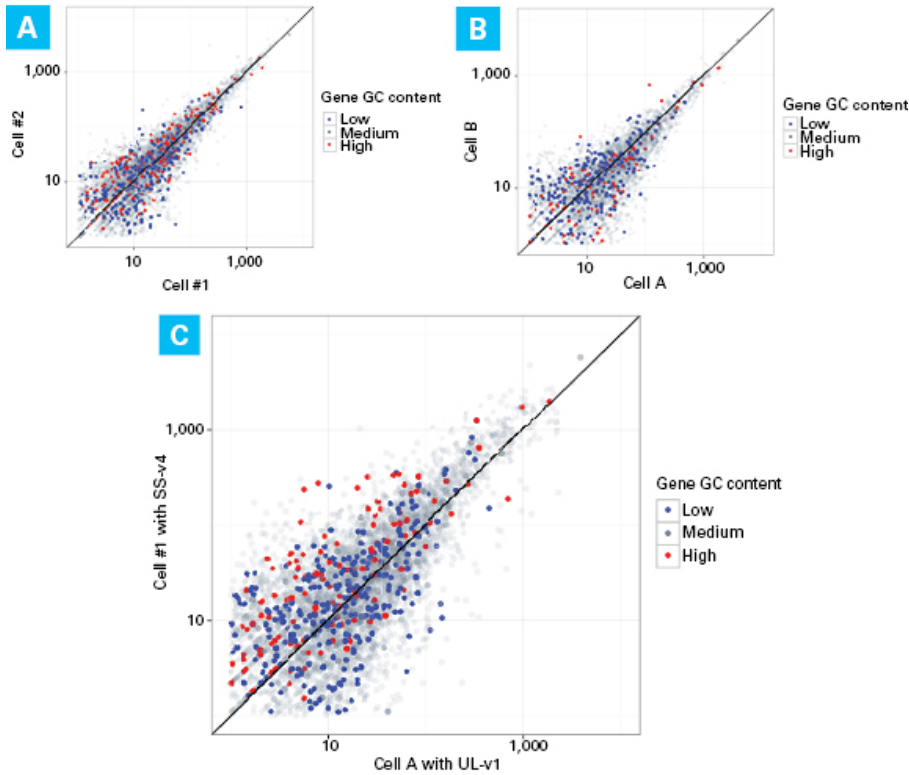 A
1,000
10
Cell #2
10
1,000
Cell #1
Gene GC content
Low
Medium
High
B
1,000
10
Cell B
10
1,000
Cell A
Gene GC content
Low
Medium
High
C
1,000
10
Cell #1 with SS-v4
10
1,000
Cell A with UL-v1
Gene GC content
Low
Medium
High